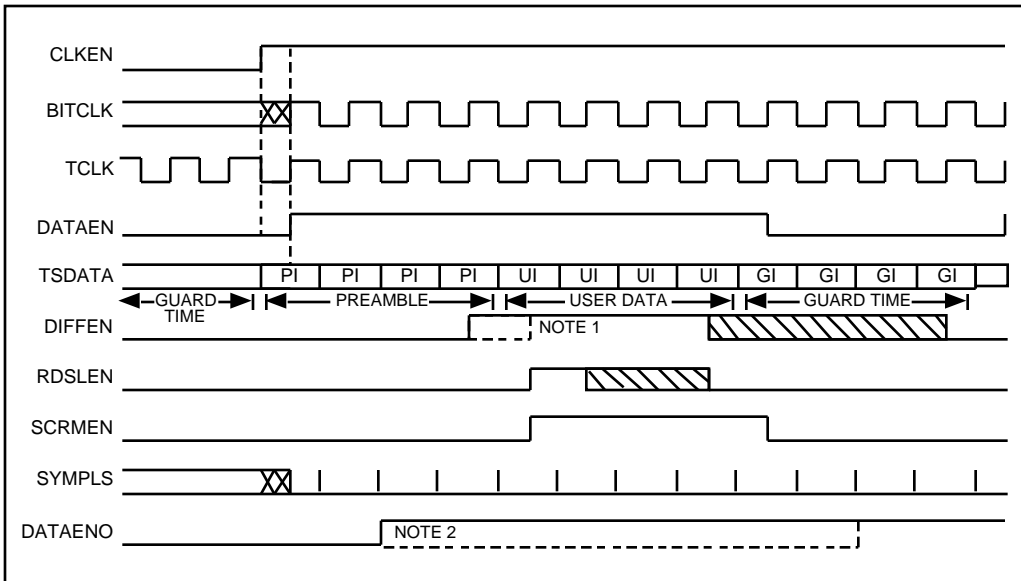 CLKEN
BITCLK
TCLK
DATAEN
TSDATA PI PI PI PI UI UI UI UI GI GI GI GI
GUARD TIME PREAMBLE USER DATA GUARD TIME
DIFFEN NOTE 1
RDSLEN
SCRMEN
SYMPLS
DATAENO NOTE 2